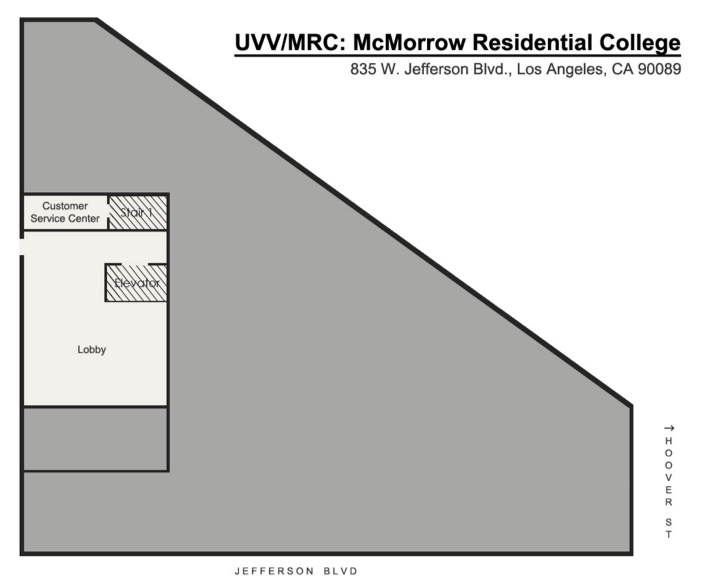 UVV/MRC: McMorrow Residential College
835 W. Jefferson Blvd., Los Angeles, CA 90089
Customer
Service Center
Stair 1
Elevator
Lobby
→HOOVER ST
JEFFERSON BLVD